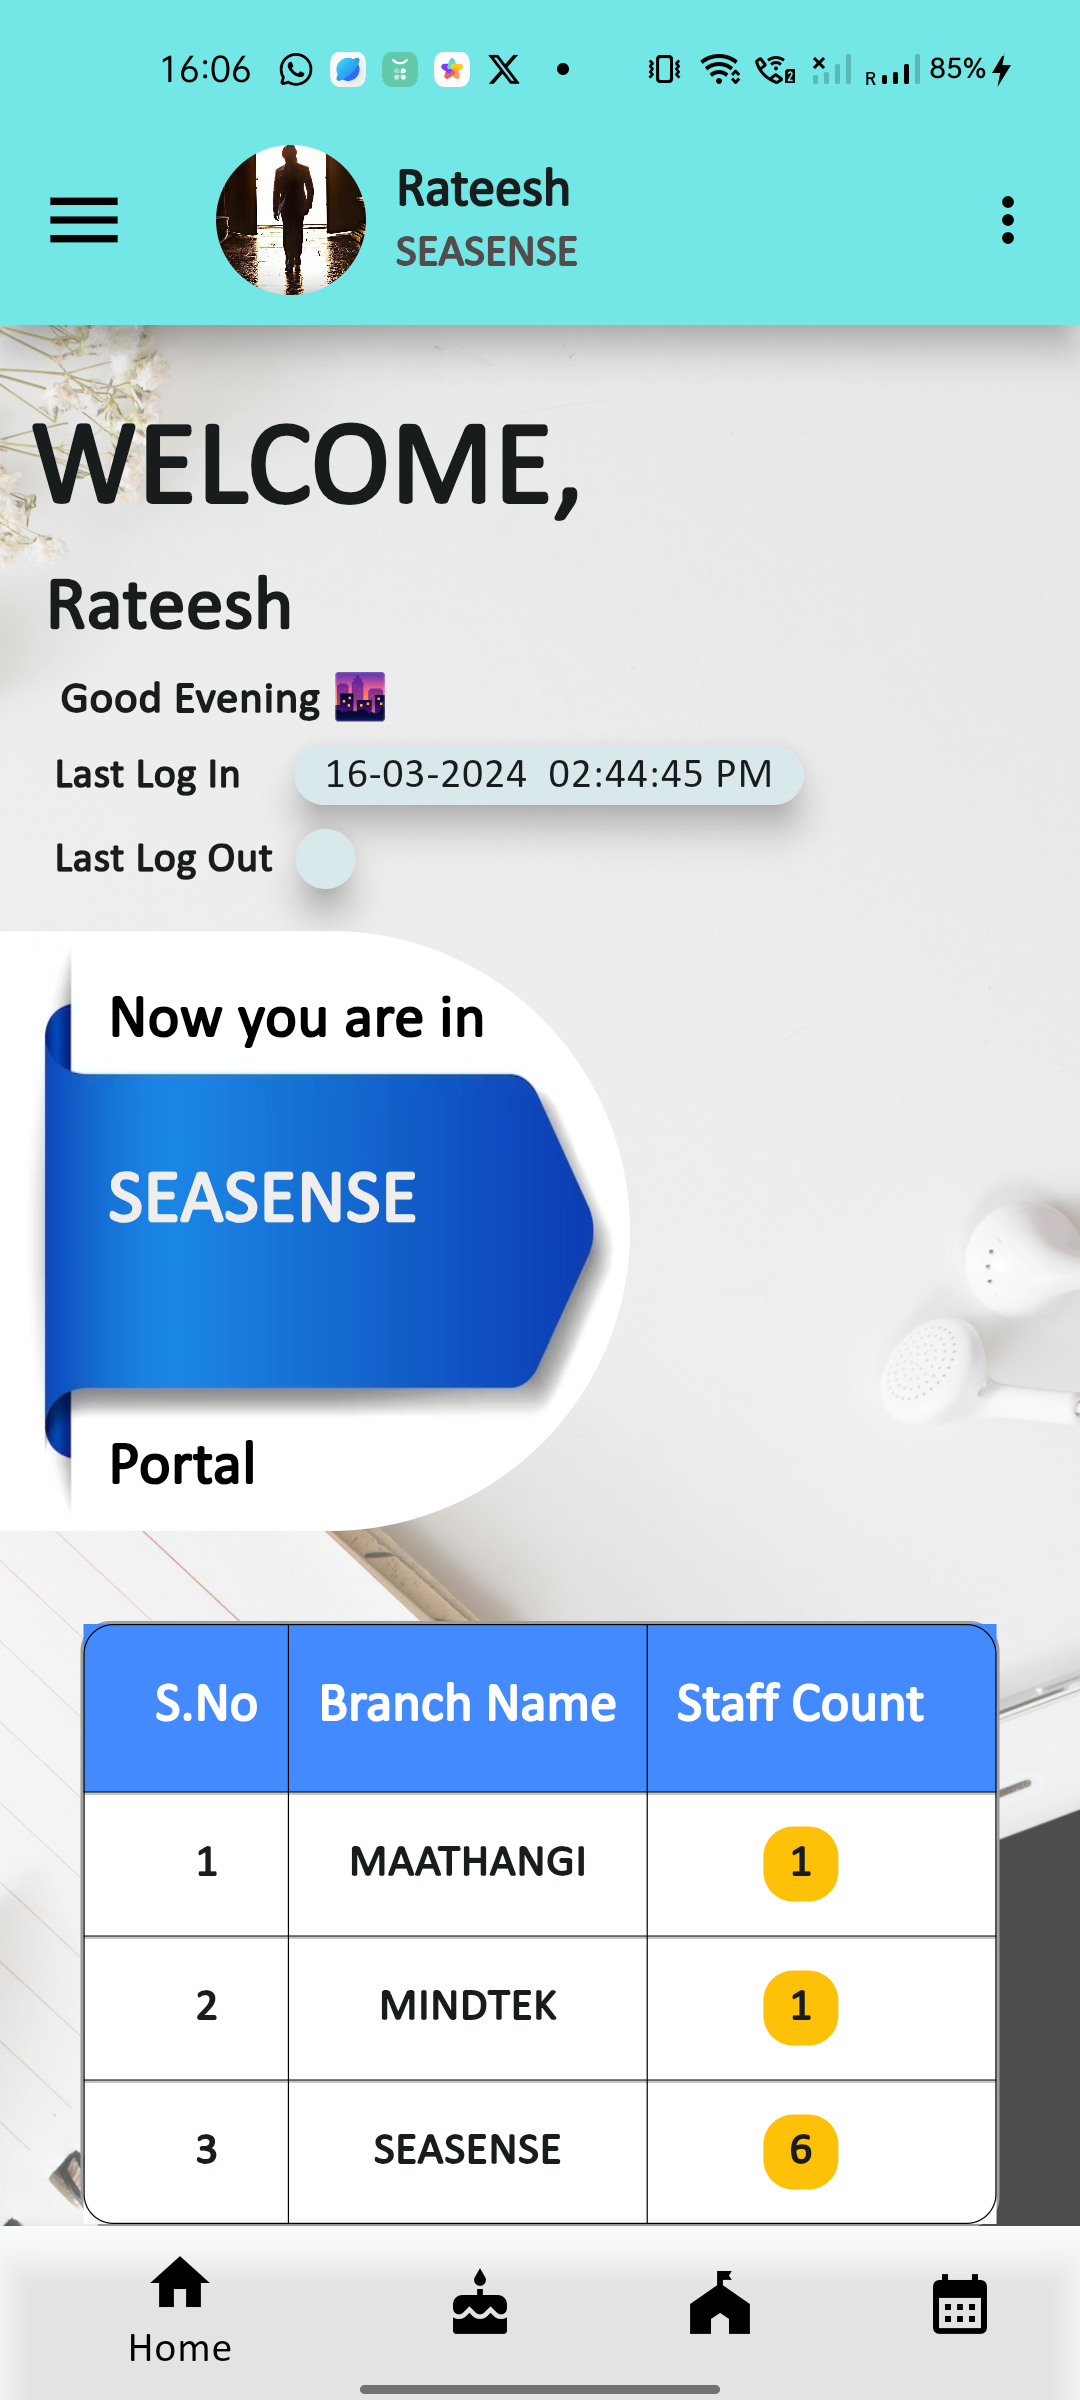 16:06
R 85%
Rateesh
SEASENSE
WELCOME,
Rateesh
Good Evening
Last Log In 16-03-2024 02:44:45 PM
Last Log Out
Now you are in
SEASENSE
Portal
S.No Branch Name Staff Count
1 MAATHANGI 1
2 MINDTEK 1
3 SEASENSE 6
Home